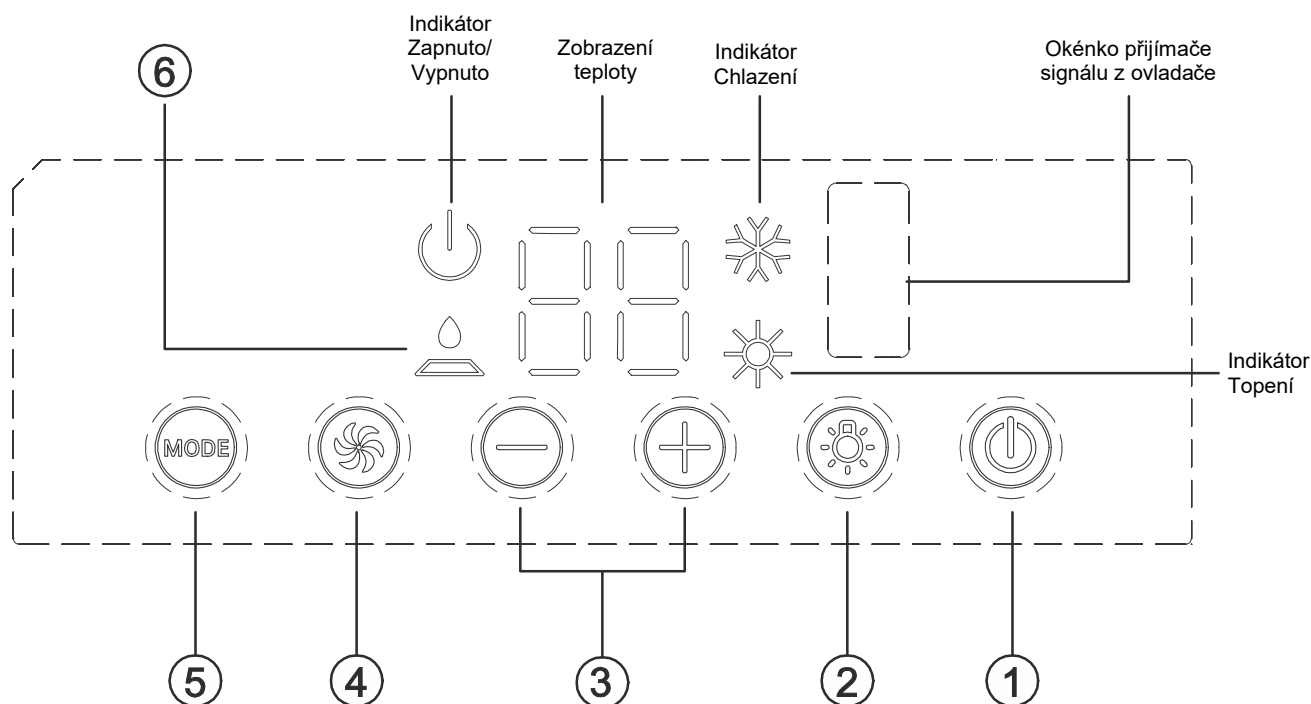 Indikátor
Zapnuto/
Vypnuto
Zobrazení
teploty
Indikátor
Chlazení
Okénko přijímače
signálu z ovladače
6
Indikátor
Topení
MODE
5
4
3
2
1